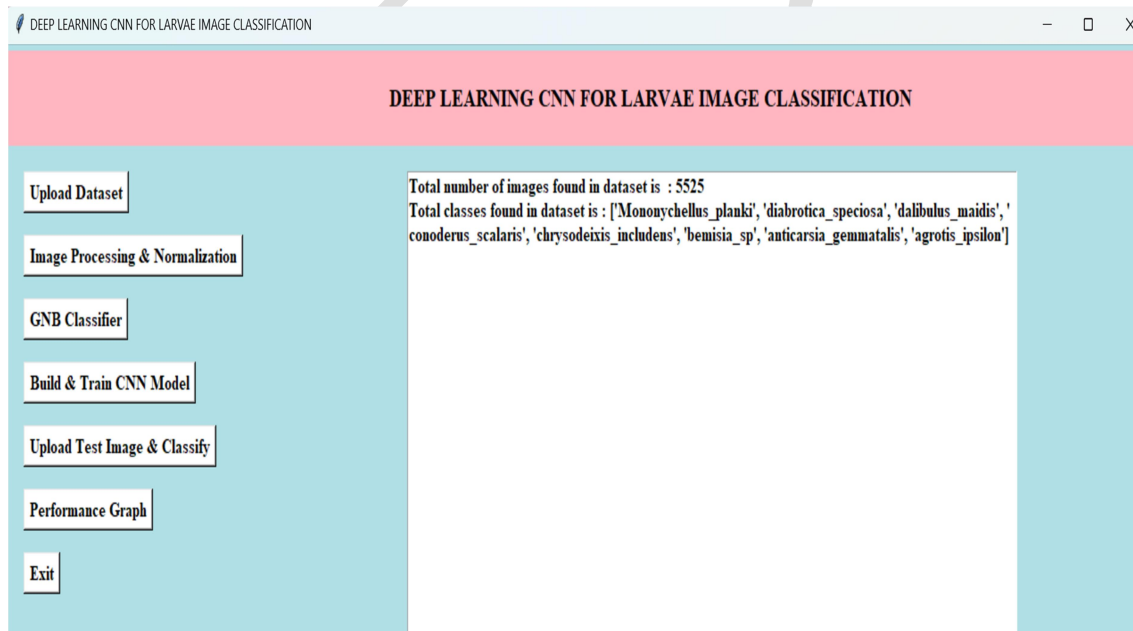 DEEP LEARNING CNN FOR LARVAE IMAGE CLASSIFICATION
DEEP LEARNING CNN FOR LARVAE IMAGE CLASSIFICATION
Upload Dataset
Image Processing & Normalization
GNB Classifier
Build & Train CNN Model
Upload Test Image & Classify
Performance Graph
Exit
Total number of images found in dataset is : 5525
Total classes found in dataset is : ['Mononychellus_planki', 'diabrotica_speciosa', 'dalibulus_maidis', '
conoderus_scalaris', 'chrysodeixis_includens', 'bemisia_sp', 'anticarsia_gemmatalis', 'agrotis_ipsilon']